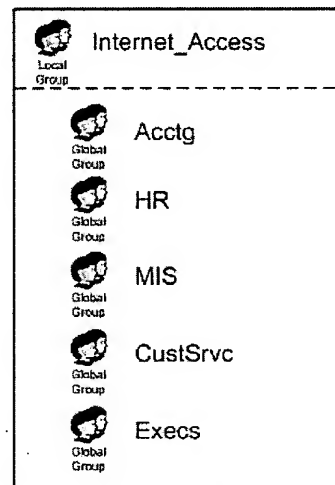 Internet_Access
Local
Group
Acctg
Global
Group
HR
Global
Group
MIS
Global
Group
CustSrvc
Global
Group
Execs
Global
Group